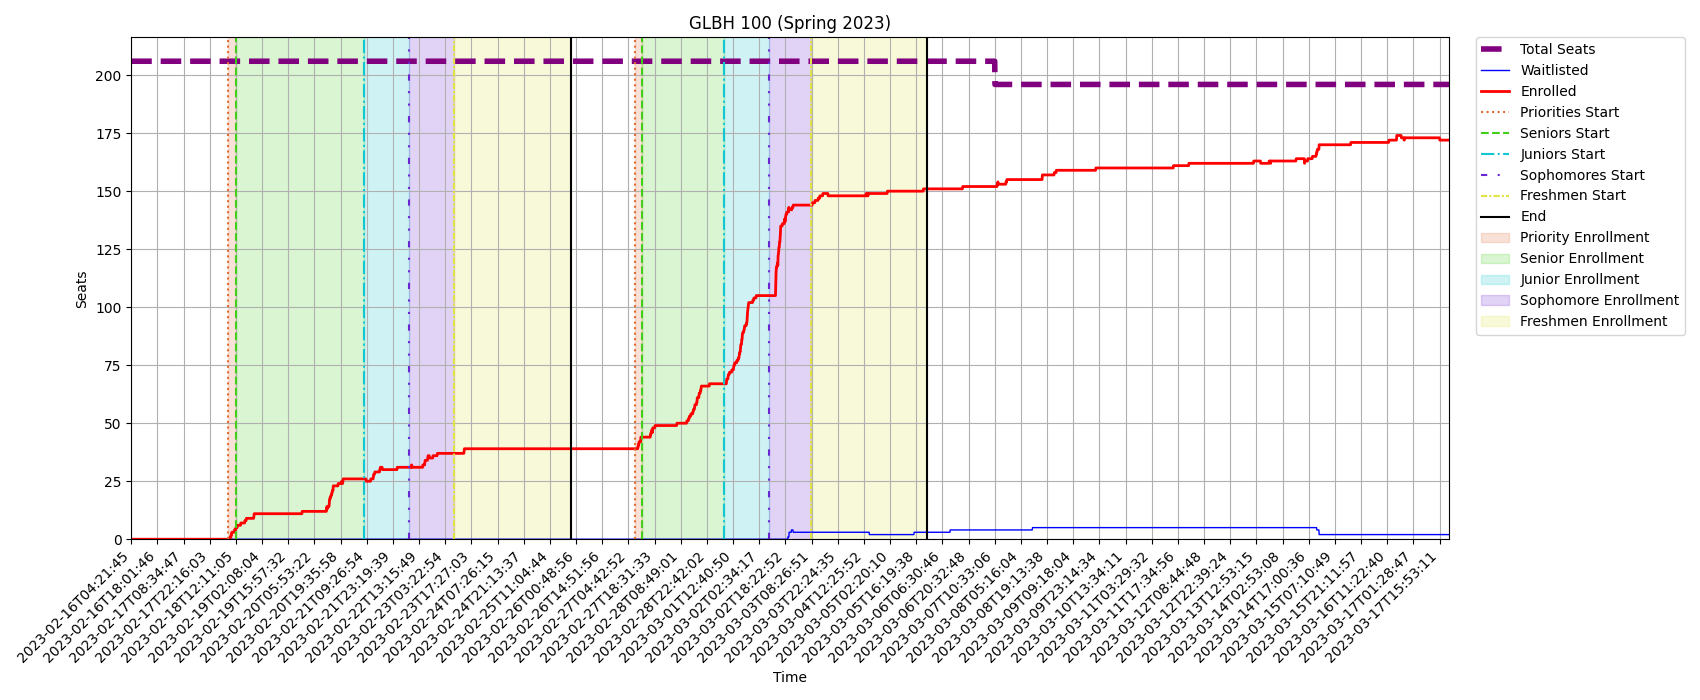 GLBH 100 (Spring 2023)
Seats
200
175
150
125
100
75
50
25
0
2023-02-16T04:21:45
2023-02-16T18:01:46
2023-02-17T08:34:47
2023-02-17T22:16:03
2023-02-18T12:11:05
2023-02-19T02:08:04
2023-02-19T15:57:32
2023-02-20T05:53:22
2023-02-20T19:35:58
2023-02-21T09:26:54
2023-02-21T23:19:39
2023-02-22T13:15:49
2023-02-23T03:22:54
2023-02-23T17:27:03
2023-02-24T07:26:15
2023-02-24T21:13:37
2023-02-25T11:04:44
2023-02-26T00:48:56
2023-02-26T14:51:56
2023-02-27T04:42:52
2023-02-27T18:31:33
2023-02-28T08:49:01
2023-02-28T22:42:02
2023-03-01T12:40:50
2023-03-02T02:34:17
2023-03-02T18:22:52
2023-03-03T08:26:51
2023-03-03T22:24:35
2023-03-04T12:25:52
2023-03-05T02:20:10
2023-03-05T16:19:38
2023-03-06T06:30:46
2023-03-06T20:32:48
2023-03-07T10:33:06
2023-03-08T05:16:04
2023-03-08T19:13:38
2023-03-09T09:18:04
2023-03-09T23:14:34
2023-03-10T13:34:11
2023-03-11T03:29:32
2023-03-11T17:34:56
2023-03-12T08:44:48
2023-03-12T22:39:24
2023-03-13T12:53:15
2023-03-14T02:53:08
2023-03-14T17:00:36
2023-03-15T07:10:49
2023-03-15T21:11:57
2023-03-16T11:22:40
2023-03-17T01:28:47
2023-03-17T15:53:11
Time
Total Seats
Waitlisted
Enrolled
Priorities Start
Seniors Start
Juniors Start
Sophomores Start
Freshmen Start
End
Priority Enrollment
Senior Enrollment
Junior Enrollment
Sophomore Enrollment
Freshmen Enrollment